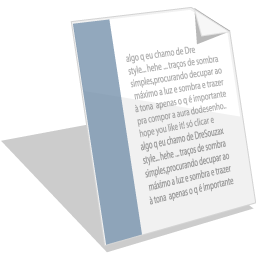 algo q eu chamo de Dre
style... hehe ... traços de sombra
simples,procurando decupar ao
máximo a luz e sombra e trazer
à tona apenas o q é importante
pra compor a aura dodesenho..
hope you like it! só clicar e
algo q eu chamo de DreSouzax
style... hehe ... traços de sombra
simples,procurando decupar ao
máximo a luz e sombra e trazer
à tona apenas o q é importante